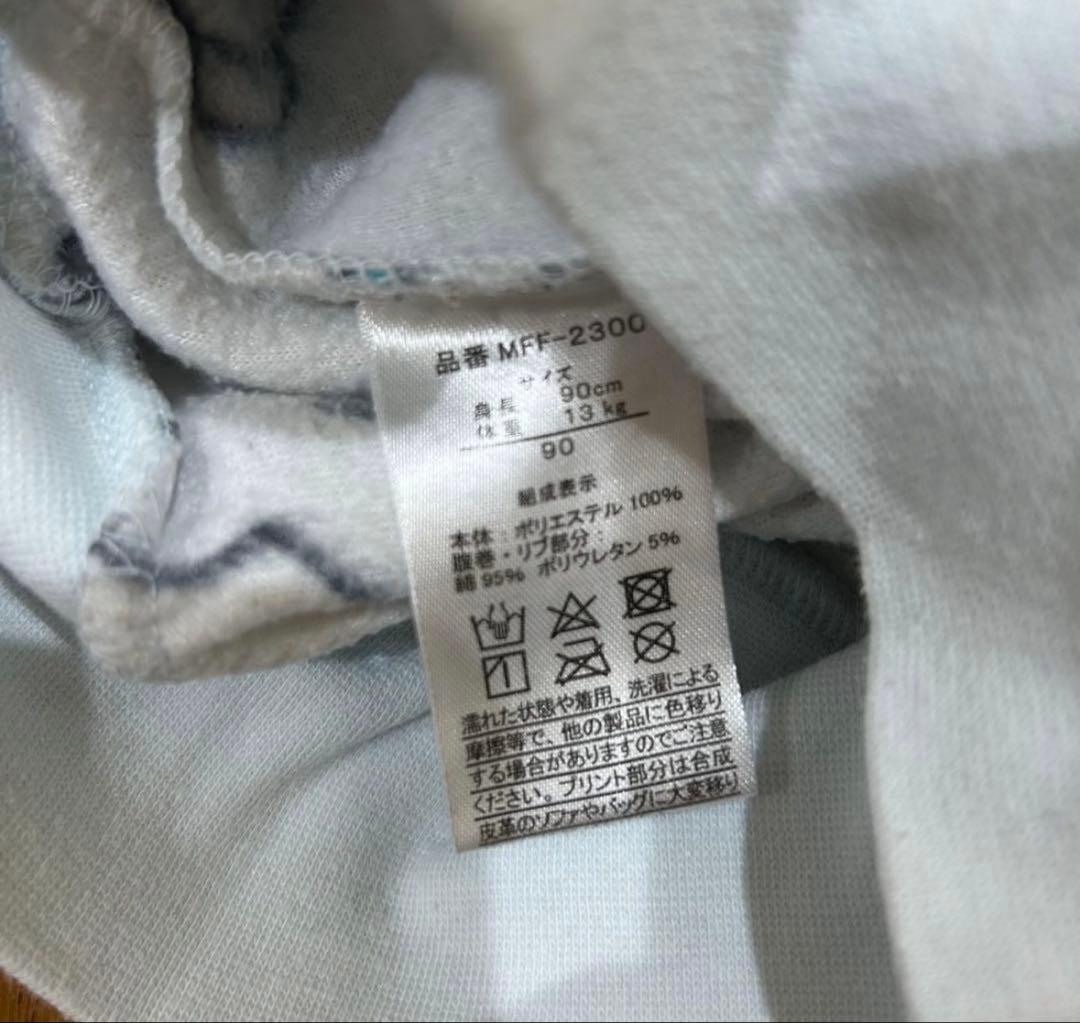 品番 MFF-2300
サイズ
身長 90cm
体重 13kg
90
組成表示
本体：ポリエステル 100%
腹巻・リブ部分：
綿 95% ポリウレタン 5%
濡れた状態や着用、洗濯による
摩擦等で、他の製品に色移り
する場合がありますのでご注意
ください。プリント部分は合成
皮革のソファやバッグに大変移り